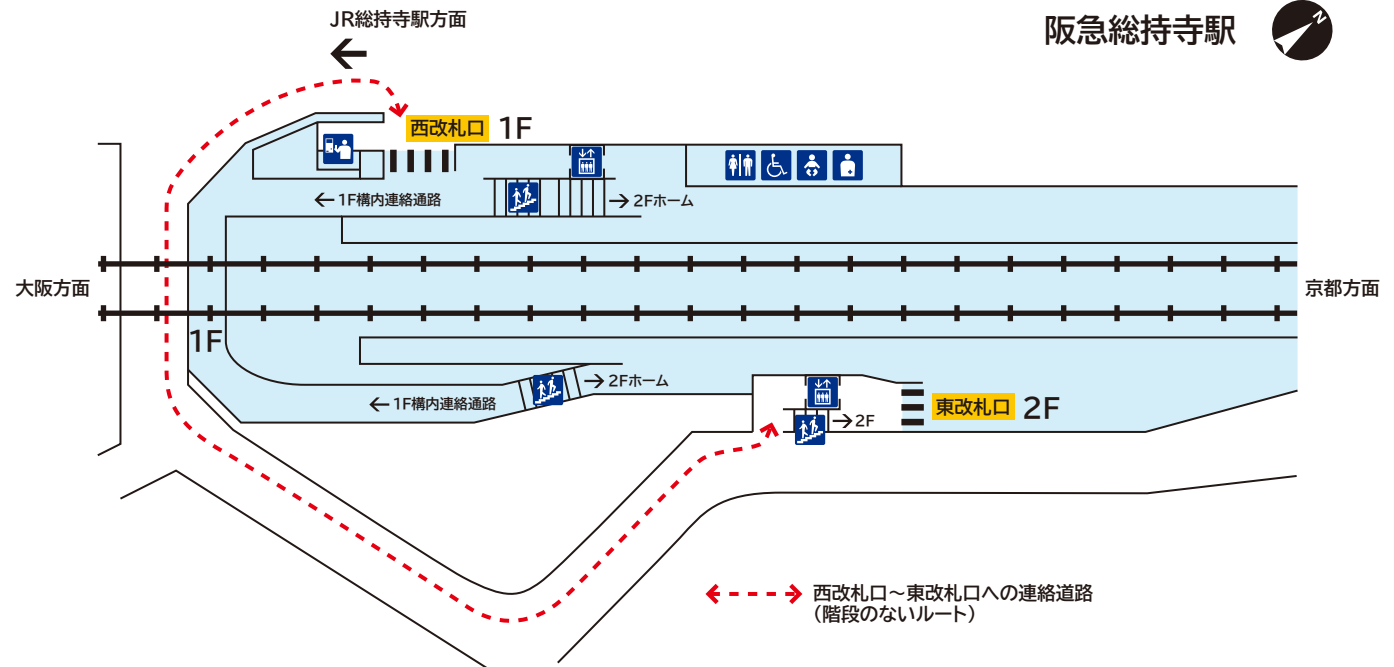 JR総持寺駅方面
阪急総持寺駅
N
西改札口 1F
←1F構内連絡通路
→2Fホーム
大阪方面
京都方面
1F
→2Fホーム
←1F構内連絡通路
→2F
東改札口 2F
西改札口〜東改札口への連絡道路
（階段のないルート）